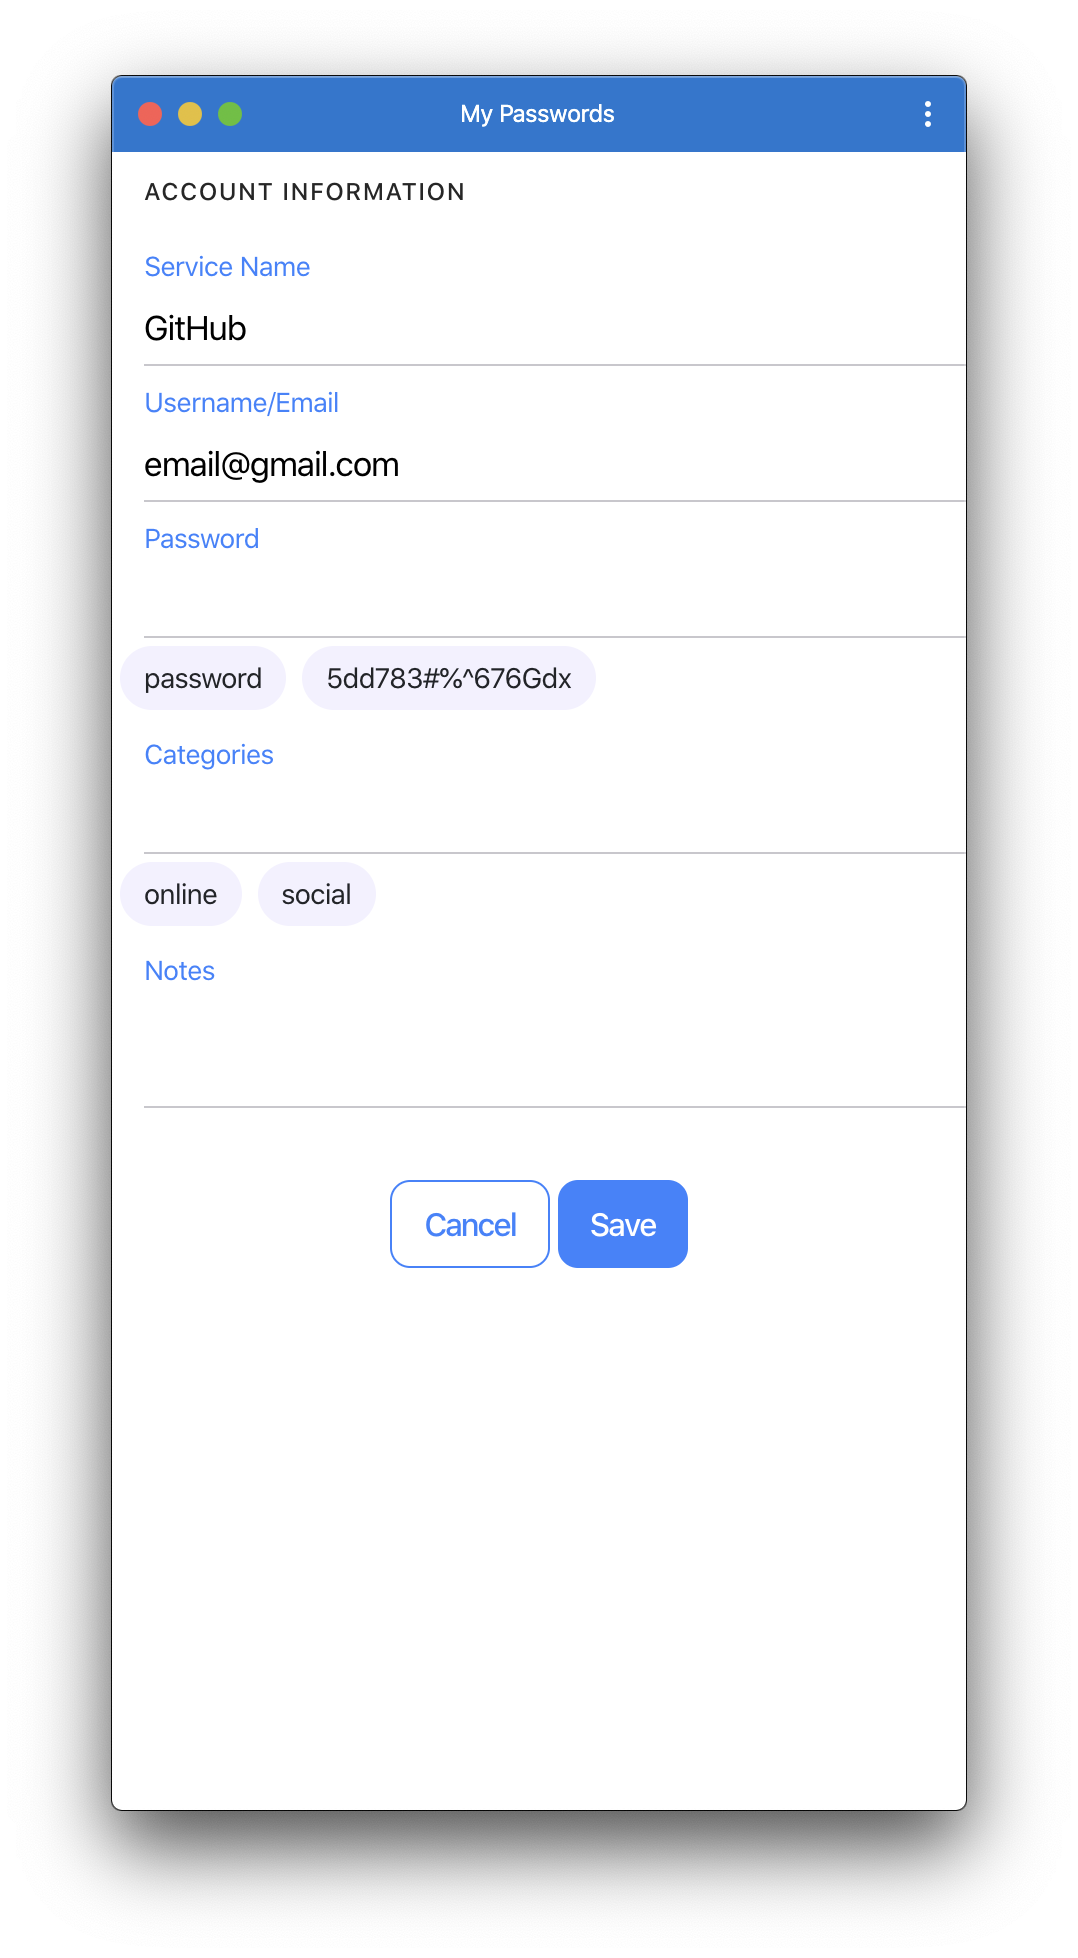 My Passwords
ACCOUNT INFORMATION
Service Name
GitHub
Username/Email
email@gmail.com
Password
password 5dd783#%^676Gdx
Categories
online social
Notes
Cancel Save